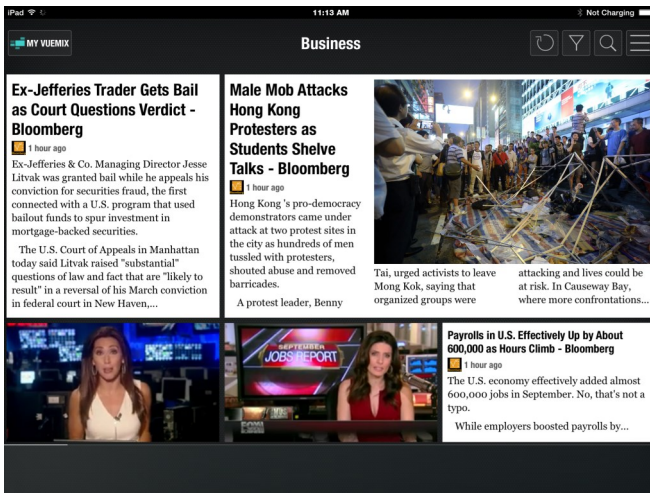 iPad
11:13 AM
Not Charging
MY VUEMIX
Business
Ex-Jefferies Trader Gets Bail
as Court Questions Verdict -
Bloomberg
1 hour ago
Ex-Jefferies & Co. Managing Director Jesse
Litvak was granted bail while he appeals his
conviction for securities fraud, the first
connected with a U.S. program that used
bailout funds to spur investment in
mortgage-backed securities.
The U.S. Court of Appeals in Manhattan
today said Litvak raised "substantial"
questions of law and fact that are "likely to
result" in a reversal of his March conviction
in federal court in New Haven,...
Male Mob Attacks
Hong Kong
Protesters as
Students Shelve
Talks - Bloomberg
1 hour ago
Hong Kong 's pro-democracy
demonstrators came under
attack at two protest sites in
the city as hundreds of men
tussled with protesters,
shouted abuse and removed
barricades.
A protest leader, Benny
Tai, urged activists to leave
Mong Kok, saying that
organized groups were
attacking and lives could be
at risk. In Causeway Bay,
where more confrontations...
SEPTEMBER
JOBS REPORT
Payrolls in U.S. Effectively Up by About
600,000 as Hours Climb - Bloomberg
1 hour ago
The U.S. economy effectively added almost
600,000 jobs in September. No, that's not a
typo.
While employers boosted payrolls by...